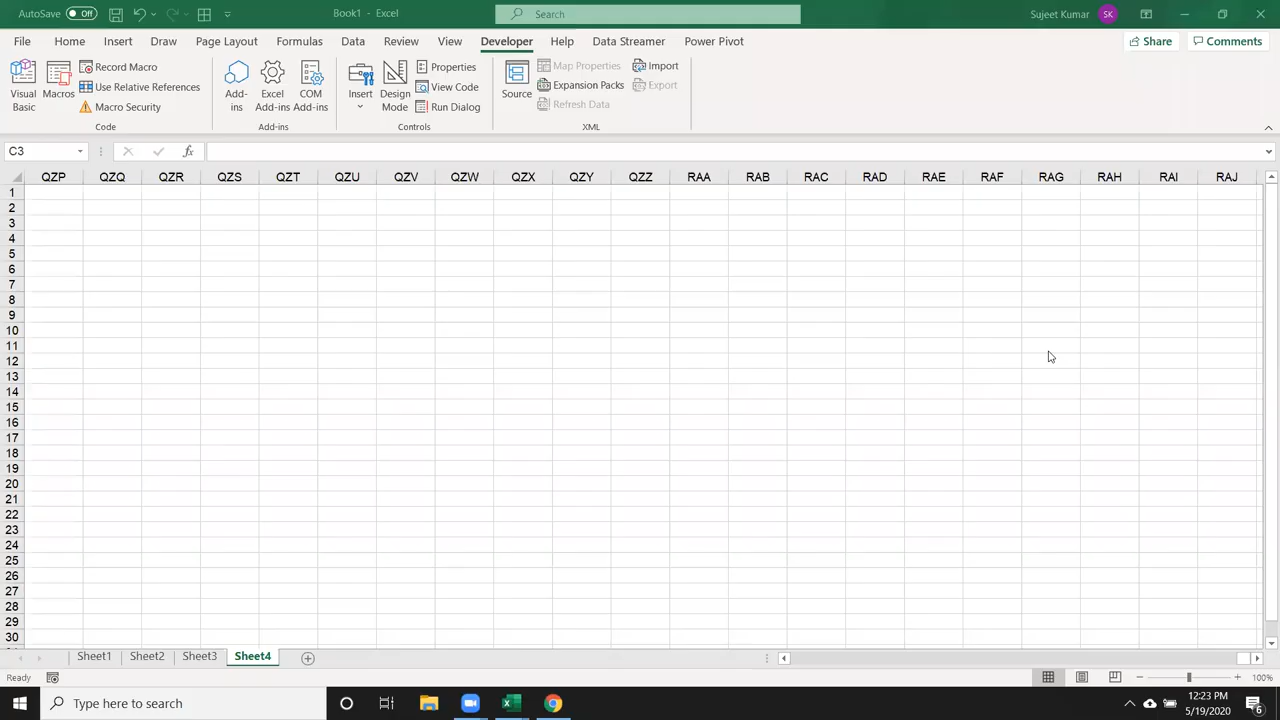 AutoSave Off Book1 - Excel Search Sujeet Kumar SK
File Home Insert Draw Page Layout Formulas Data Review View Developer Help Data Streamer Power Pivot Share Comments
Visual Basic
Macros
Record Macro
Use Relative References
Macro Security
Code
Add-ins
Excel Add-ins
COM Add-ins
Add-ins
Insert
Design Mode
Properties
View Code
Run Dialog
Controls
Source
Map Properties
Expansion Packs
Refresh Data
Import
Export
XML
C3 fx
QZP QZQ QZR QZS QZT QZU QZV QZW QZX QZY QZZ RAA RAB RAC RAD RAE RAF RAG RAH RAI RAJ
1
2
3
4
5
6
7
8
9
10
11
12
13
14
15
16
17
18
19
20
21
22
23
24
25
26
27
28
29
30
Sheet1 Sheet2 Sheet3 Sheet4
Ready 100%
Type here to search
12:23 PM
5/19/2020
6